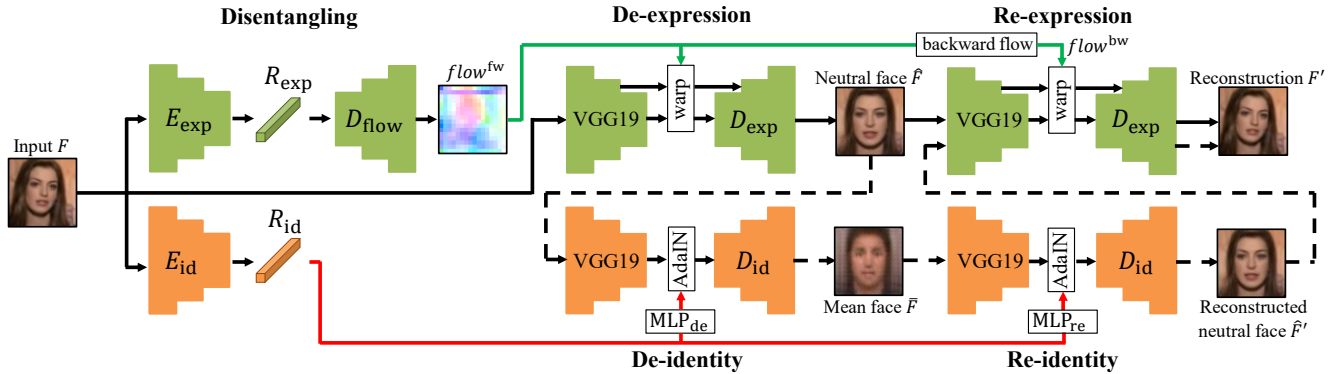 Disentangling
De-expression
Re-expression
backward flow
flow^bw
R_exp
flow^fw
Neutral face F̂
Reconstruction F′
E_exp
D_flow
VGG19
warp
D_exp
VGG19
warp
D_exp
Input F
R_id
E_id
VGG19
AdaIN
D_id
VGG19
AdaIN
D_id
MLP_de
Mean face F̄
MLP_re
Reconstructed
neutral face F̂′
De-identity
Re-identity